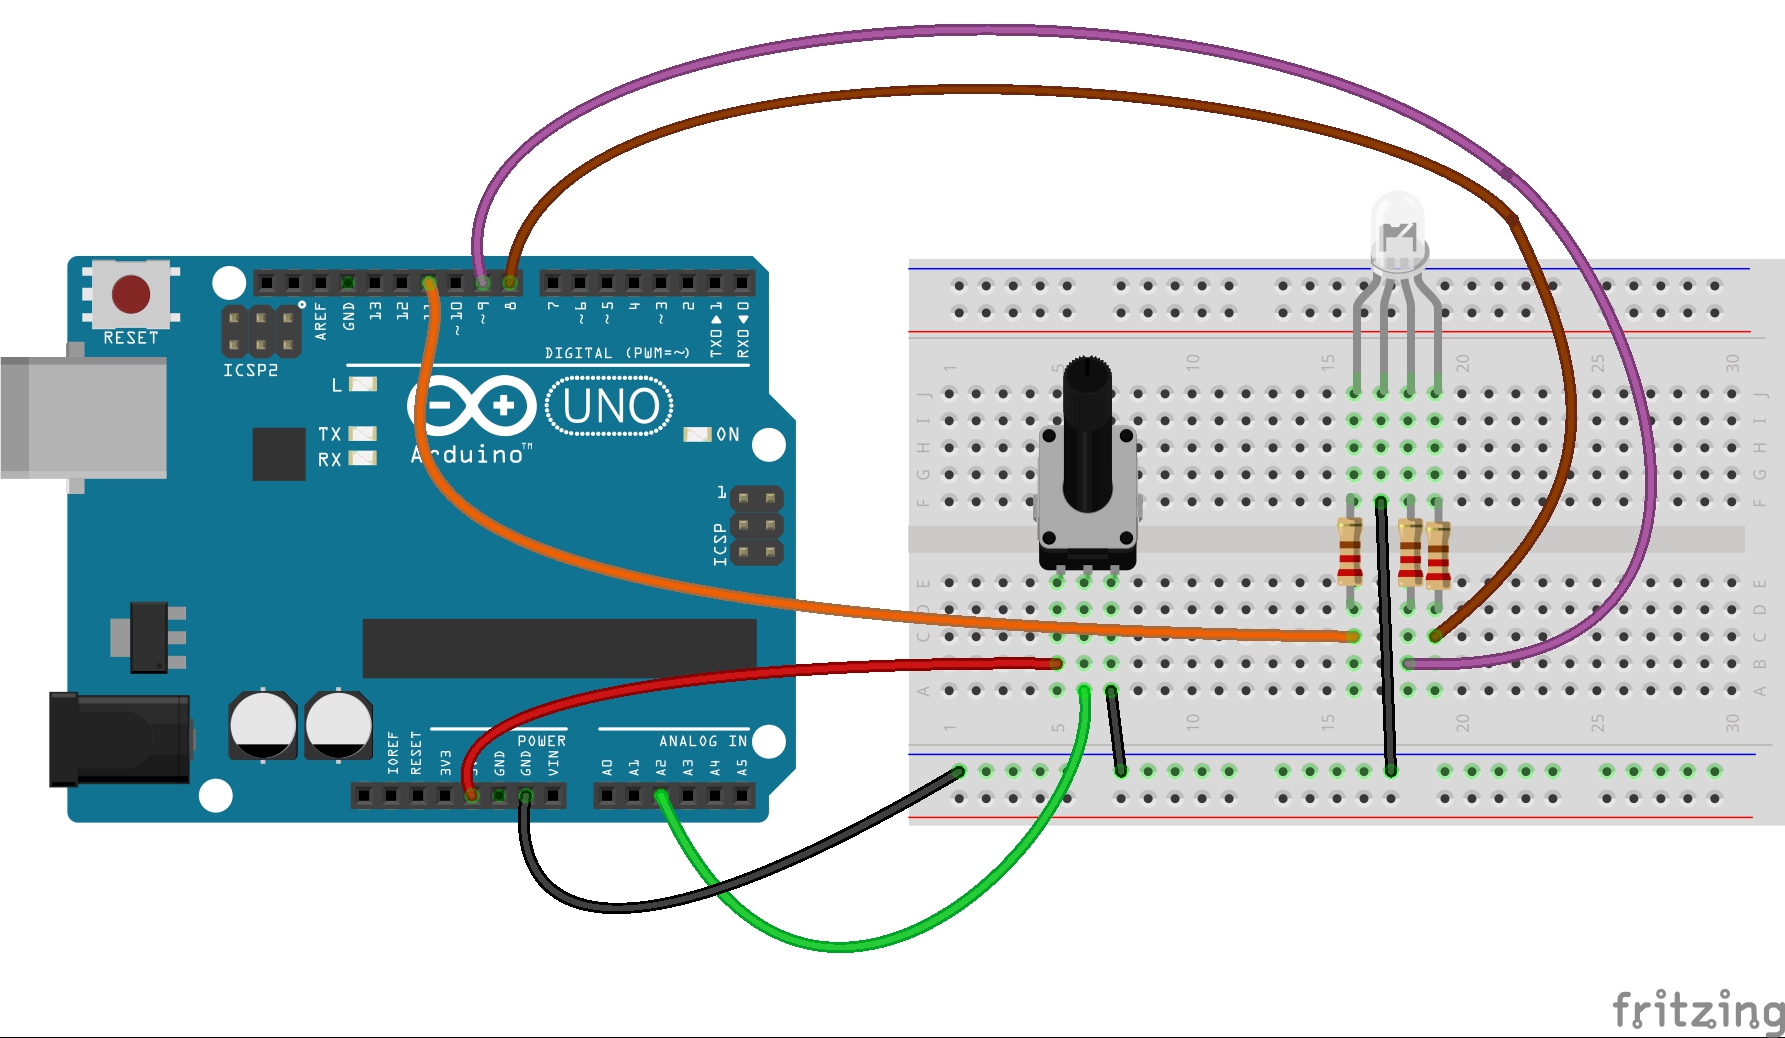 RESET
ICSP2
AREF
GND
13
12
11
~10
~9
8
7
~6
~5
4
~3
2
TX0▶1
RX0◀0
DIGITAL (PWM=~)
L
TX
RX
UNO
Arduino™
ON
1
ICSP
IOREF
RESET
3V3
5V
GND
GND
VIN
POWER
ANALOG IN
A0
A1
A2
A3
A4
A5
1
5
10
15
20
25
30
J
I
H
G
F
E
D
C
B
A
J
I
H
G
F
E
D
C
B
A
1
5
10
15
20
25
30
fritzing